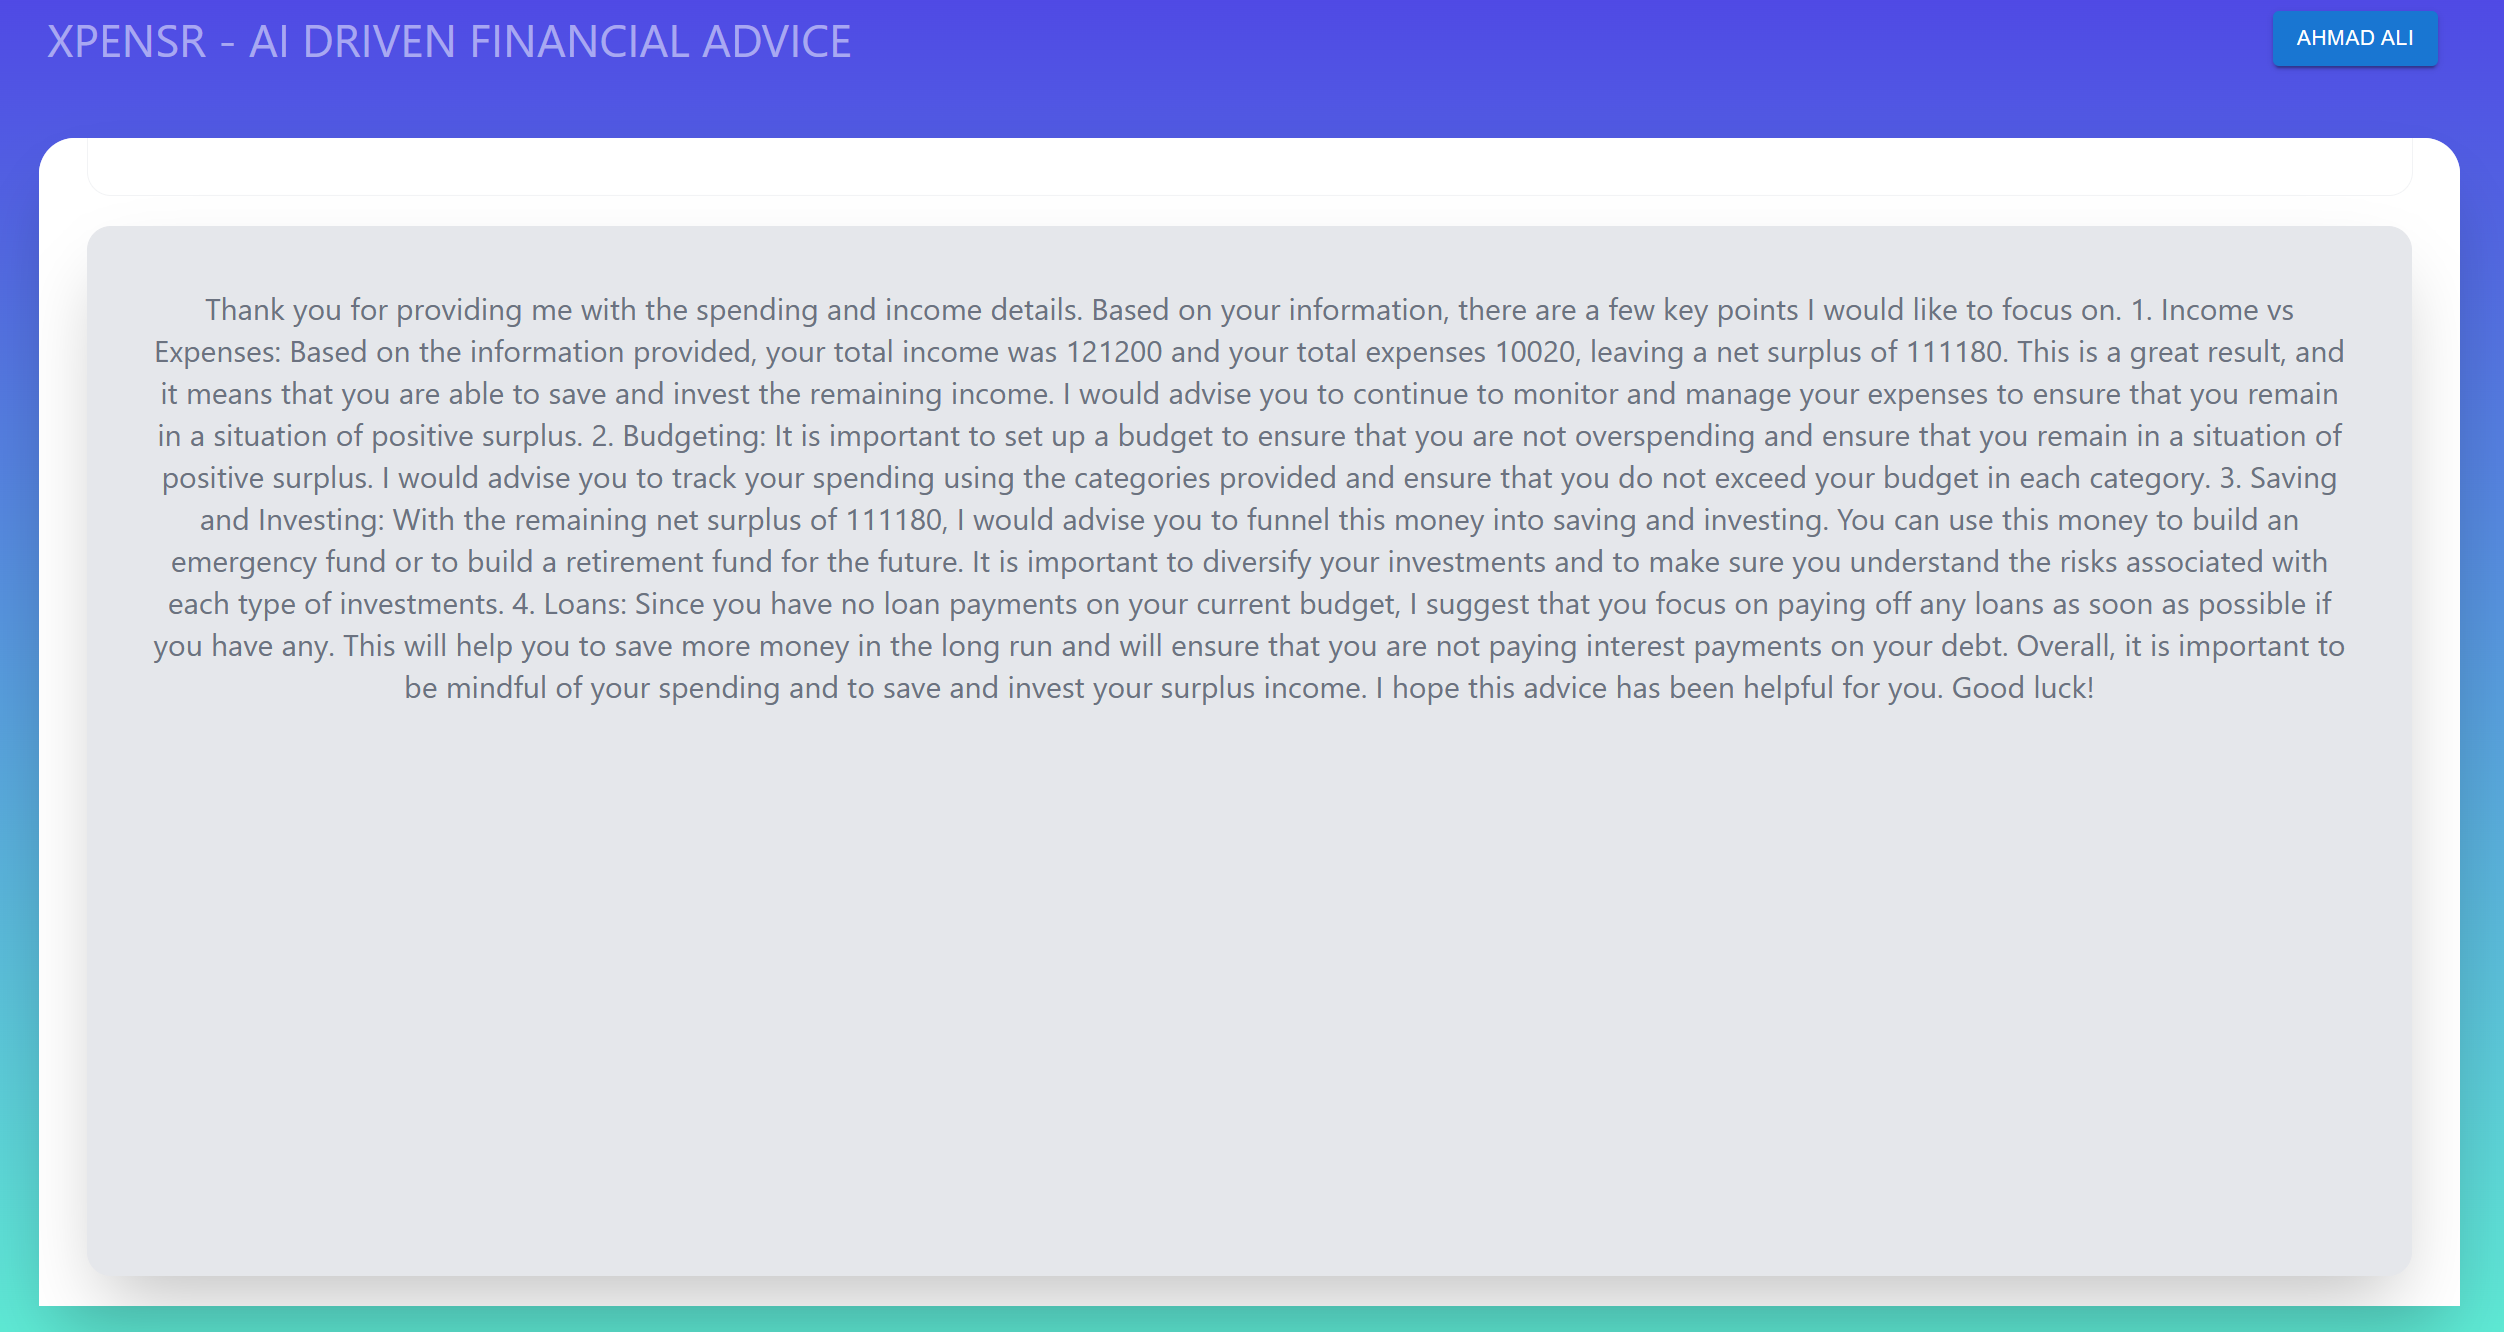 XPENSR - AI DRIVEN FINANCIAL ADVICE
AHMAD ALI
Thank you for providing me with the spending and income details. Based on your information, there are a few key points I would like to focus on. 1. Income vs
Expenses: Based on the information provided, your total income was 121200 and your total expenses 10020, leaving a net surplus of 111180. This is a great result, and
it means that you are able to save and invest the remaining income. I would advise you to continue to monitor and manage your expenses to ensure that you remain
in a situation of positive surplus. 2. Budgeting: It is important to set up a budget to ensure that you are not overspending and ensure that you remain in a situation of
positive surplus. I would advise you to track your spending using the categories provided and ensure that you do not exceed your budget in each category. 3. Saving
and Investing: With the remaining net surplus of 111180, I would advise you to funnel this money into saving and investing. You can use this money to build an
emergency fund or to build a retirement fund for the future. It is important to diversify your investments and to make sure you understand the risks associated with
each type of investments. 4. Loans: Since you have no loan payments on your current budget, I suggest that you focus on paying off any loans as soon as possible if
you have any. This will help you to save more money in the long run and will ensure that you are not paying interest payments on your debt. Overall, it is important to
be mindful of your spending and to save and invest your surplus income. I hope this advice has been helpful for you. Good luck!